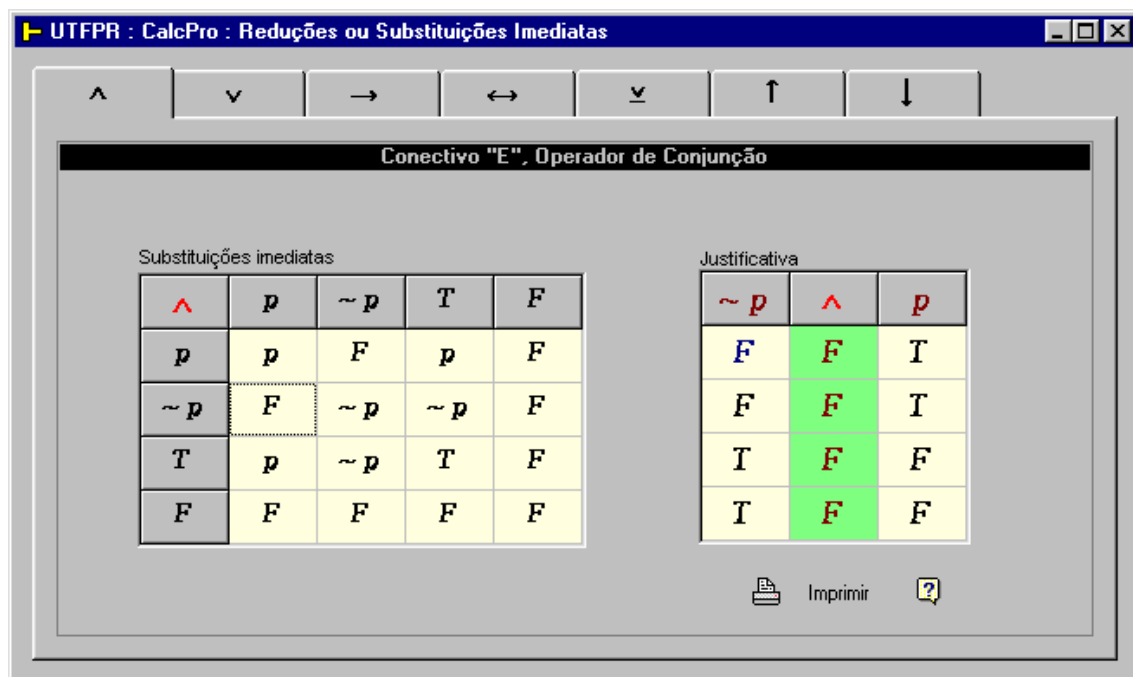 UTFPR : CalcPro : Reduções ou Substituições Imediatas
^ v → ↔ v ↑ ↓
Conectivo "E", Operador de Conjunção
Substituições imediatas
^ p ~ p T F
p p F p F
~ p F ~ p ~ p F
T p ~ p T F
F F F F F
Justificativa
~ p ^ p
F F T
F F T
T F F
T F F
Imprimir ?